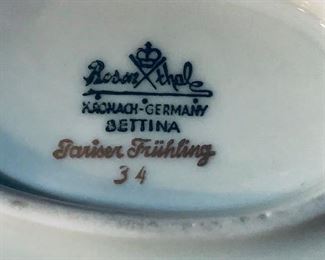 Rosenthal
KRONACH-GERMANY
BETTINA
Pariser Frühling
34